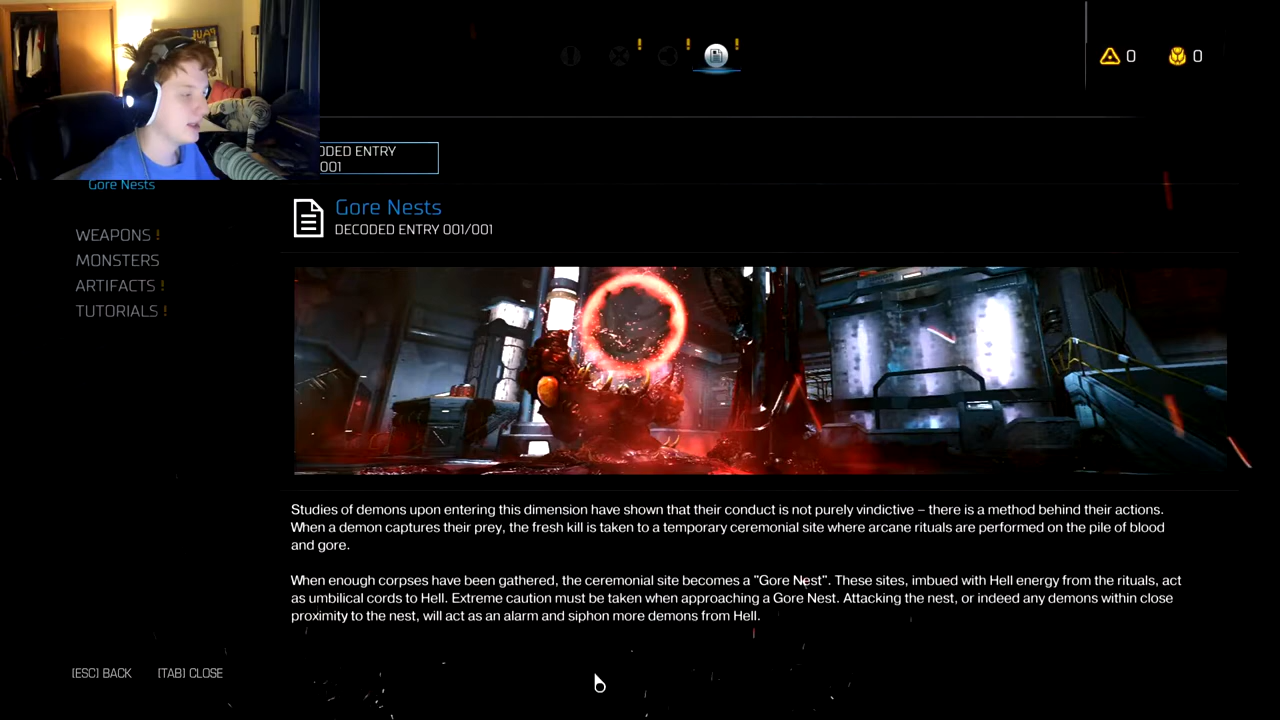 ! ! !
0 0
ODED ENTRY
001
Gore Nests
Gore Nests
DECODED ENTRY 001/001
WEAPONS !
MONSTERS
ARTIFACTS !
TUTORIALS !
Studies of demons upon entering this dimension have shown that their conduct is not purely vindictive – there is a method behind their actions.
When a demon captures their prey, the fresh kill is taken to a temporary ceremonial site where arcane rituals are performed on the pile of blood
and gore.
When enough corpses have been gathered, the ceremonial site becomes a "Gore Nest". These sites, imbued with Hell energy from the rituals, act
as umbilical cords to Hell. Extreme caution must be taken when approaching a Gore Nest. Attacking the nest, or indeed any demons within close
proximity to the nest, will act as an alarm and siphon more demons from Hell.
[ESC] BACK [TAB] CLOSE